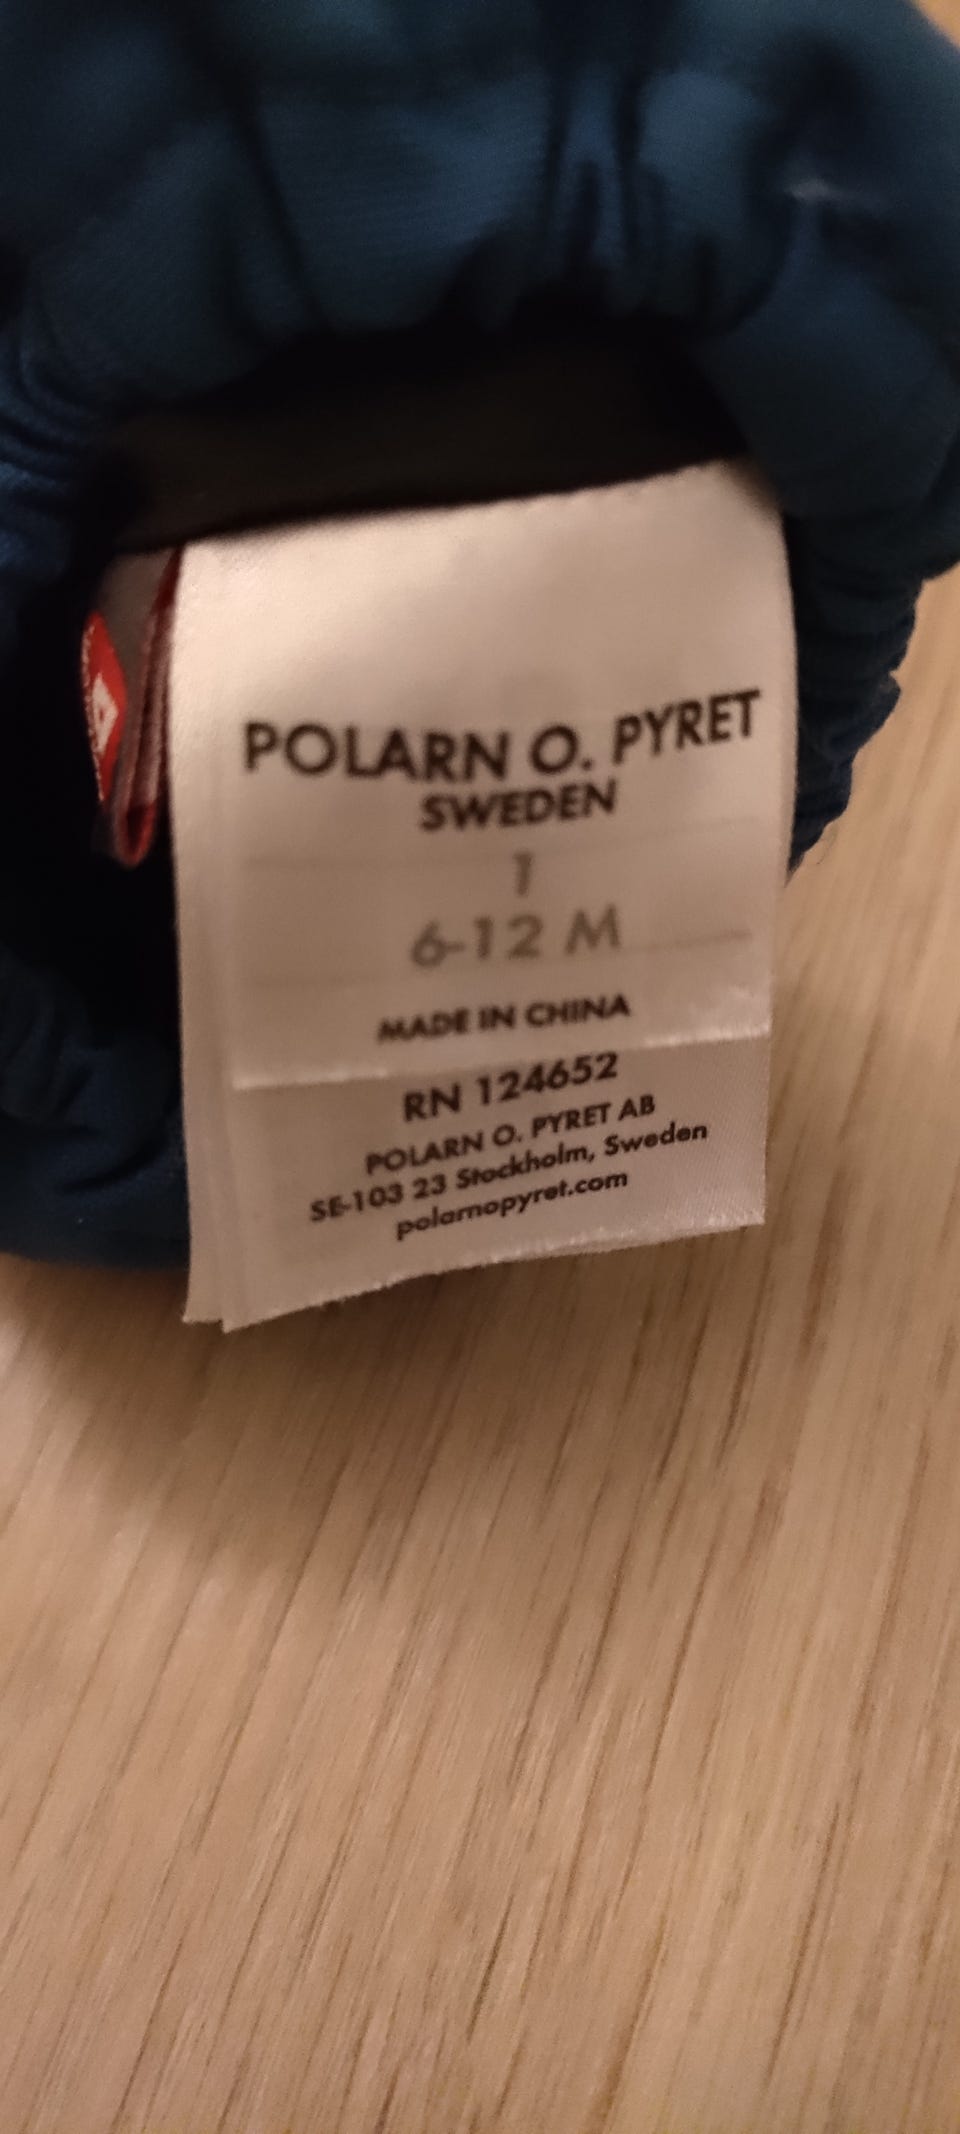 POLARN O. PYRET
SWEDEN
1
6-12 M
MADE IN CHINA
RN 124652
POLARN O. PYRET AB
SE-103 23 Stockholm, Sweden
polarnopyret.com